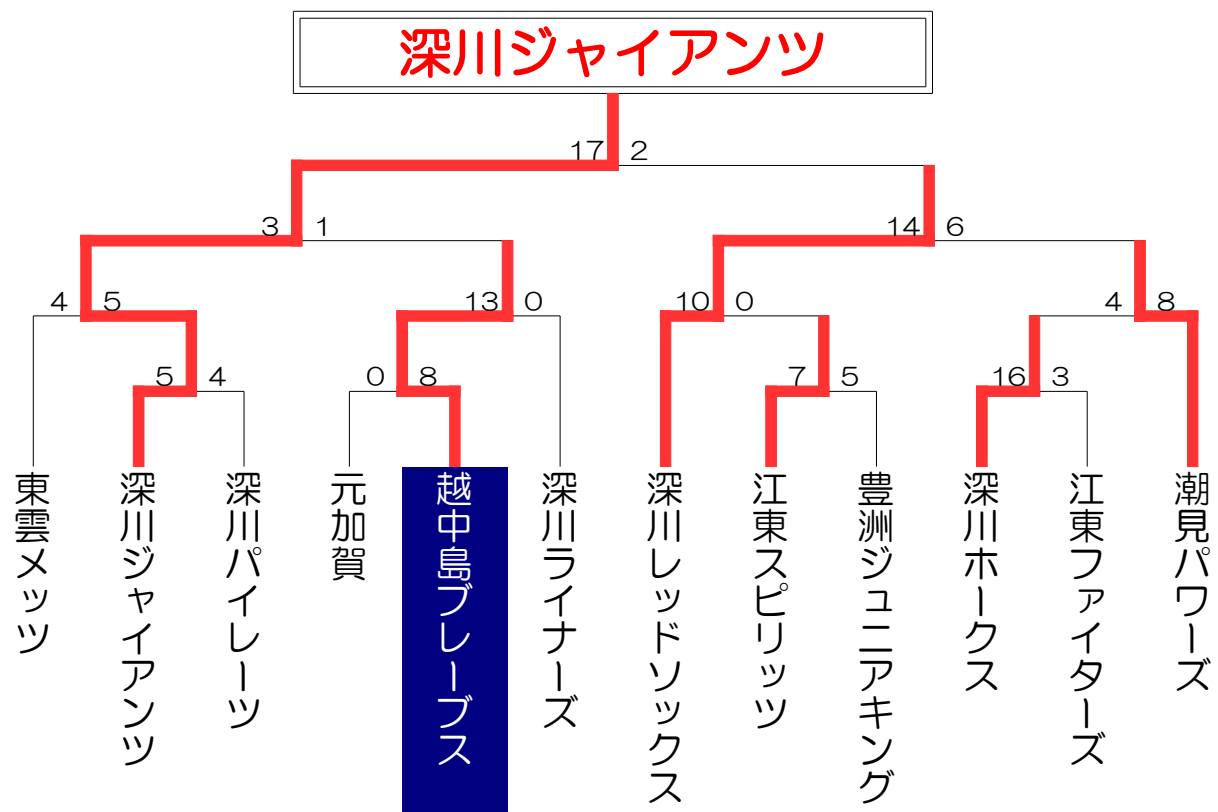 深川ジャイアンツ
17 2
3 1
14 6
4 5
13 0
10 0
4 8
5 4
0 8
7 5
16 3
東雲メッツ
深川ジャイアンツ
深川パイレーツ
元加賀
越中島ブレーブス
深川ライナーズ
深川レッドソックス
江東スピリッツ
豊洲ジュニアキング
深川ホークス
江東ファイターズ
潮見パワーズ